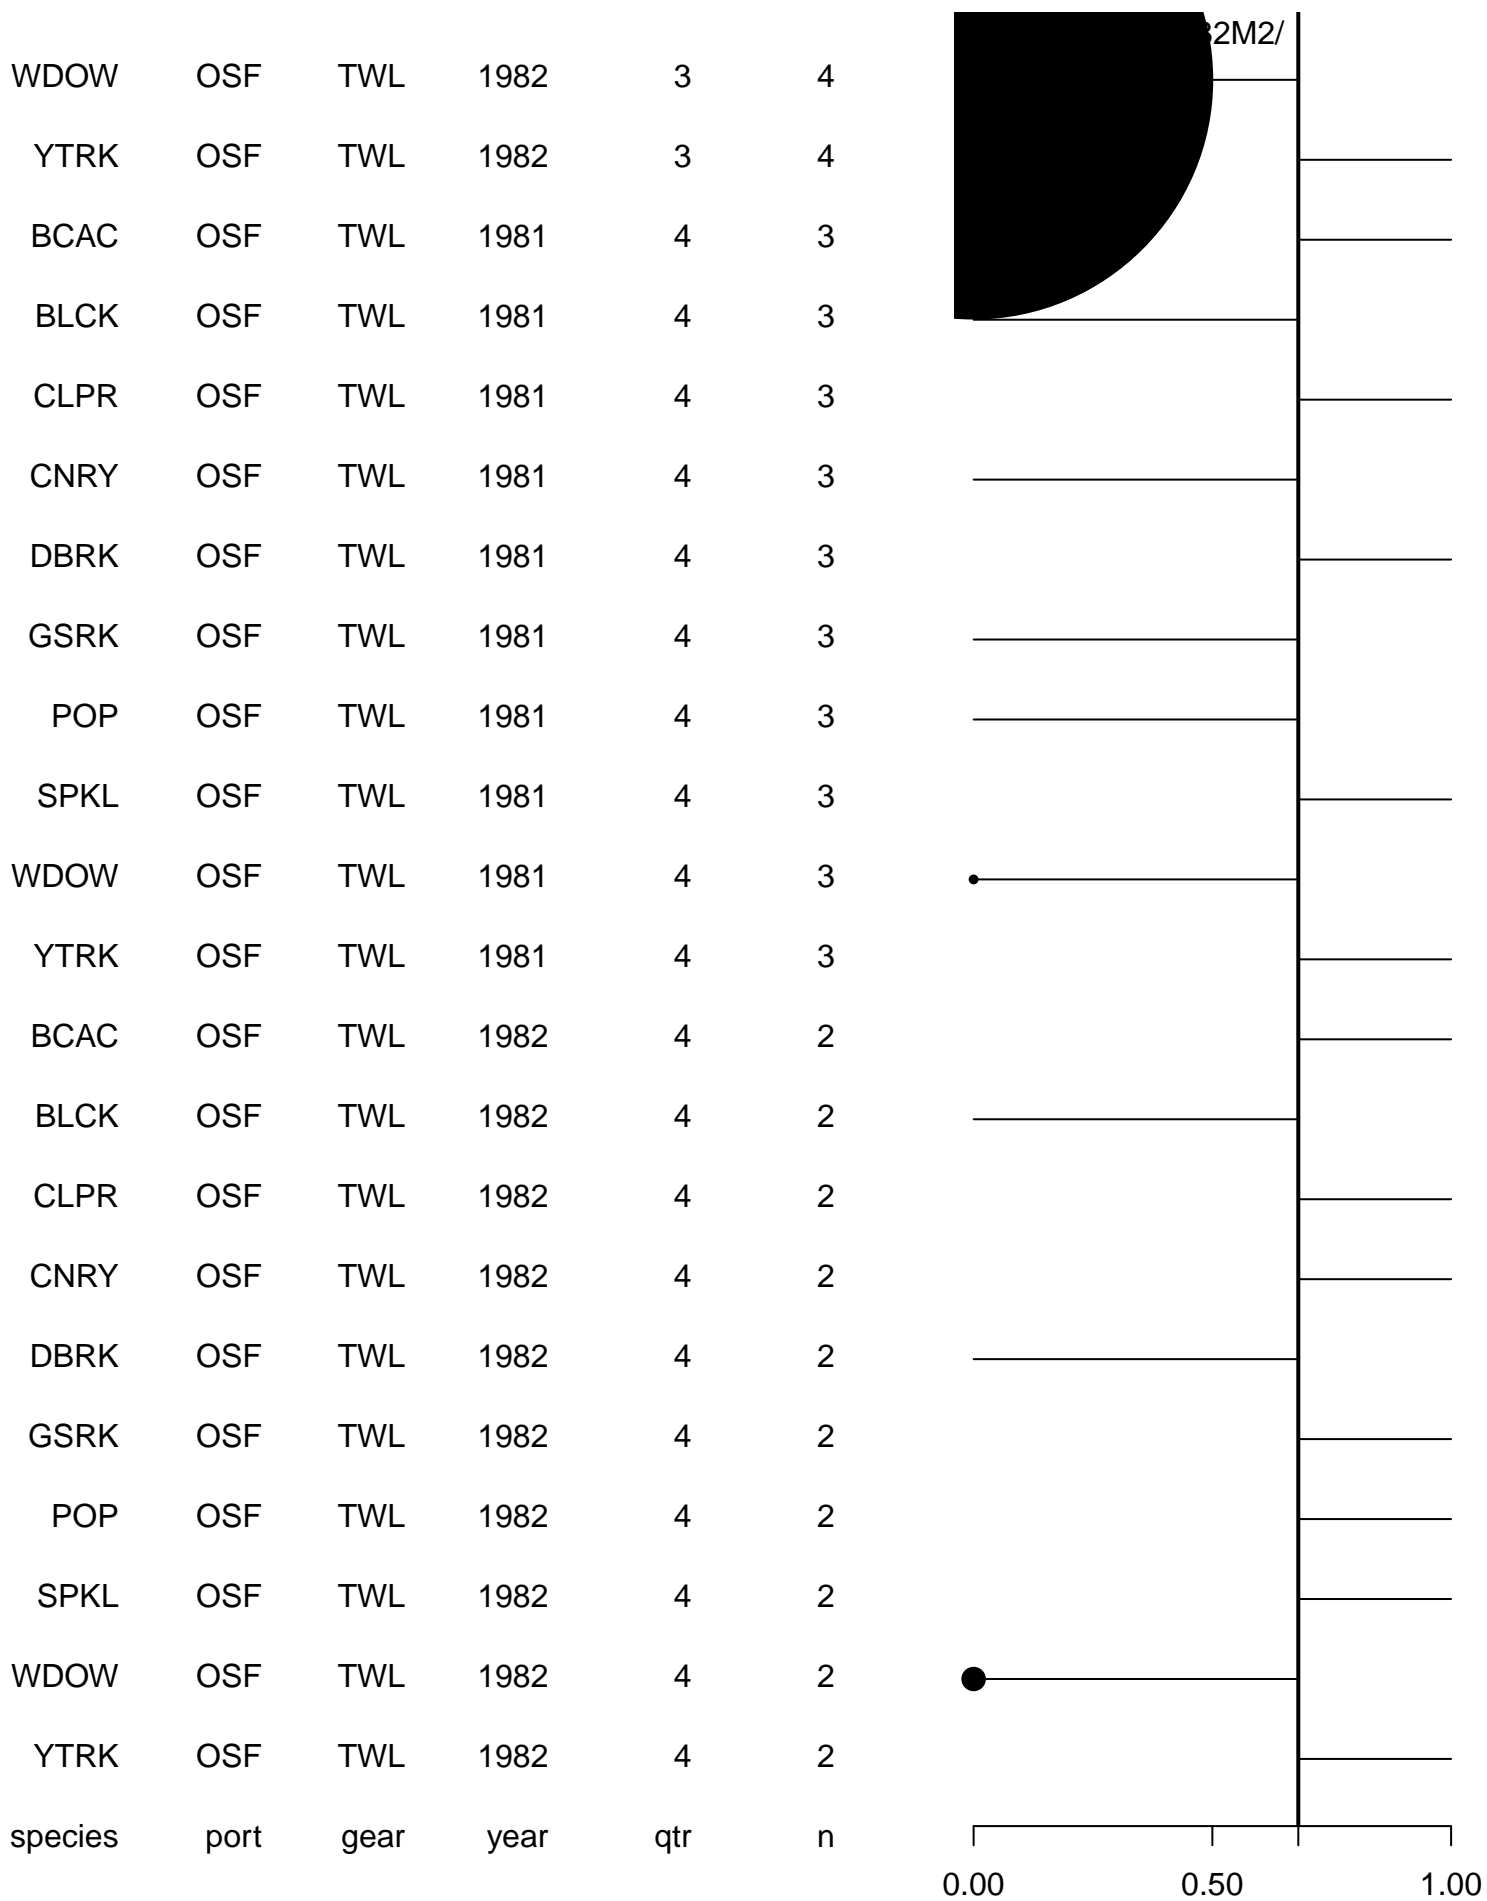 2M2/
WDOW OSF TWL 1982 3 4
YTRK OSF TWL 1982 3 4
BCAC OSF TWL 1981 4 3
BLCK OSF TWL 1981 4 3
CLPR OSF TWL 1981 4 3
CNRY OSF TWL 1981 4 3
DBRK OSF TWL 1981 4 3
GSRK OSF TWL 1981 4 3
POP OSF TWL 1981 4 3
SPKL OSF TWL 1981 4 3
WDOW OSF TWL 1981 4 3
YTRK OSF TWL 1981 4 3
BCAC OSF TWL 1982 4 2
BLCK OSF TWL 1982 4 2
CLPR OSF TWL 1982 4 2
CNRY OSF TWL 1982 4 2
DBRK OSF TWL 1982 4 2
GSRK OSF TWL 1982 4 2
POP OSF TWL 1982 4 2
SPKL OSF TWL 1982 4 2
WDOW OSF TWL 1982 4 2
YTRK OSF TWL 1982 4 2
species port gear year qtr n
0.00 0.50 1.00